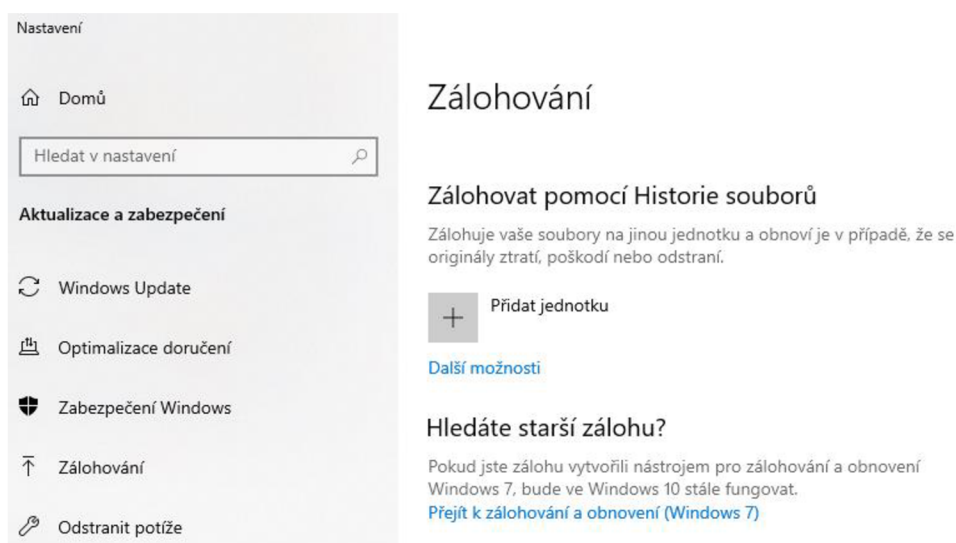 Nastavení
Domů
Hledat v nastavení
Aktualizace a zabezpečení
Windows Update
Optimalizace doručení
Zabezpečení Windows
Zálohování
Odstranit potíže
Zálohování
Zálohovat pomocí Historie souborů
Zálohuje vaše soubory na jinou jednotku a obnoví je v případě, že se
originály ztratí, poškodí nebo odstraní.
Přidat jednotku
Další možnosti
Hledáte starší zálohu?
Pokud jste zálohu vytvořili nástrojem pro zálohování a obnovení
Windows 7, bude ve Windows 10 stále fungovat.
Přejít k zálohování a obnovení (Windows 7)